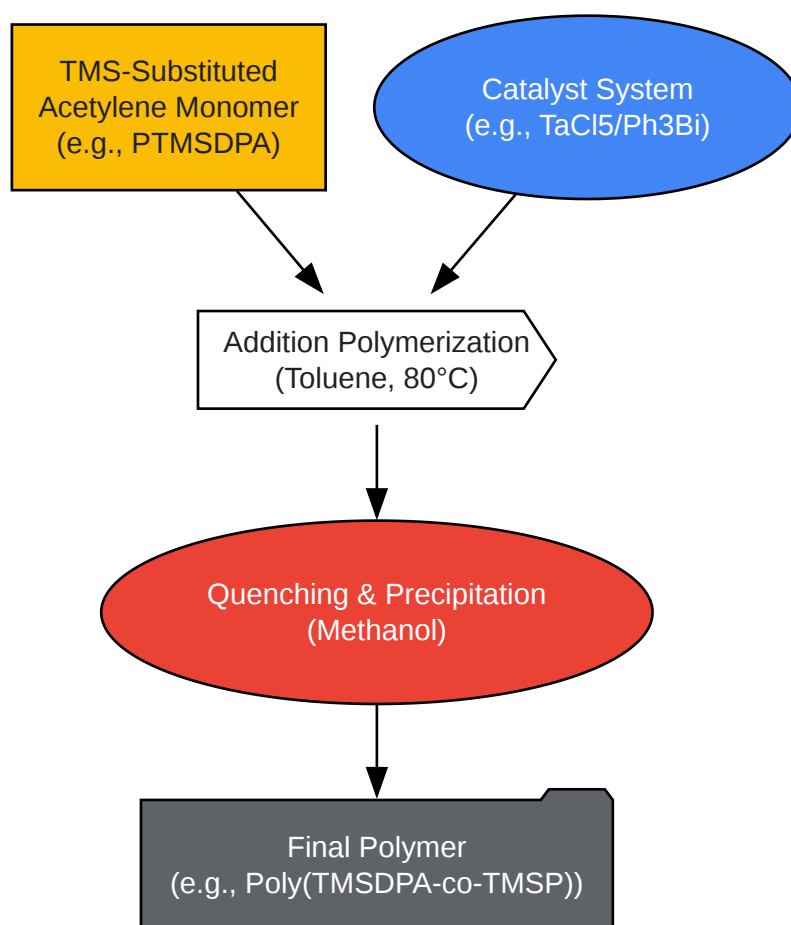 TMS-Substituted
Acetylene Monomer
(e.g., PTMSDPA)
Catalyst System
(e.g., TaCl5/Ph3Bi)
Addition Polymerization
(Toluene, 80°C)
Quenching & Precipitation
(Methanol)
Final Polymer
(e.g., Poly(TMSDPA-co-TMSP))